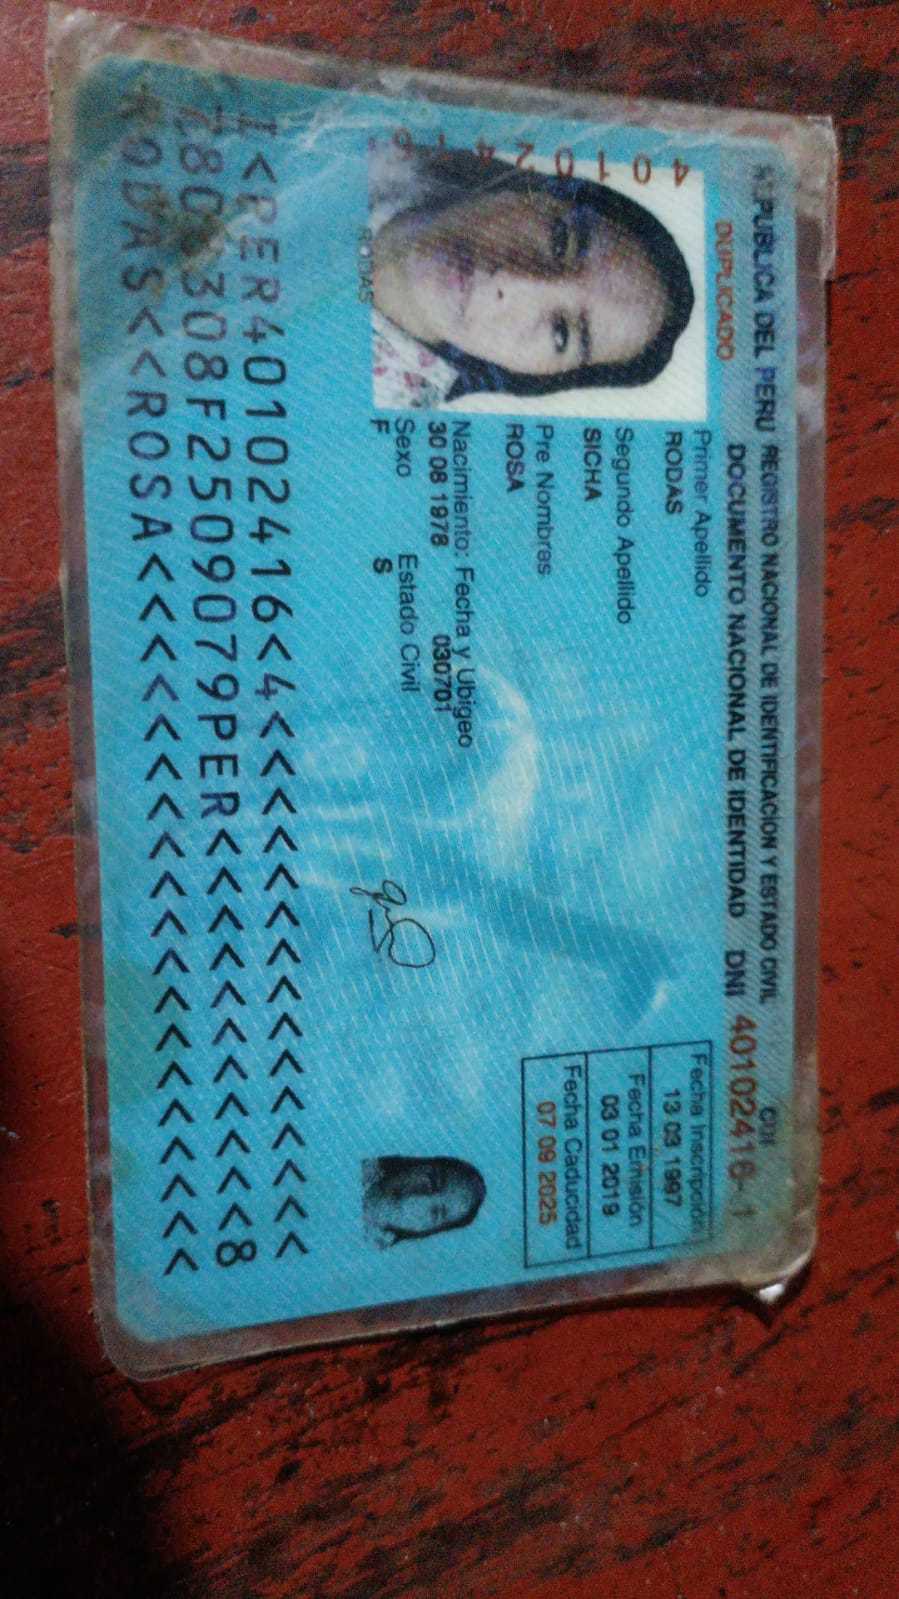 REPUBLICA DEL PERU REGISTRO NACIONAL DE IDENTIFICACION Y ESTADO CIVIL
DUPLICADO
DOCUMENTO NACIONAL DE IDENTIDAD DNI 40102416-1
CUI
Primer Apellido
RODAS
Segundo Apellido
SICHA
Pre Nombres
ROSA
Nacimiento: Fecha y Ubigeo
30 08 1978 030701
Sexo Estado Civil
F S
Fecha Inscripción
13 03 1997
Fecha Emisión
03 01 2019
Fecha Caducidad
07 09 2025
40102416
RODAS
I<PER40102416<4<<<<<<<<<<<<<<<
F2509079PER<<<<<<<<<<<8
RODAS<<ROSA<<<<<<<<<<<<<<<<<<<